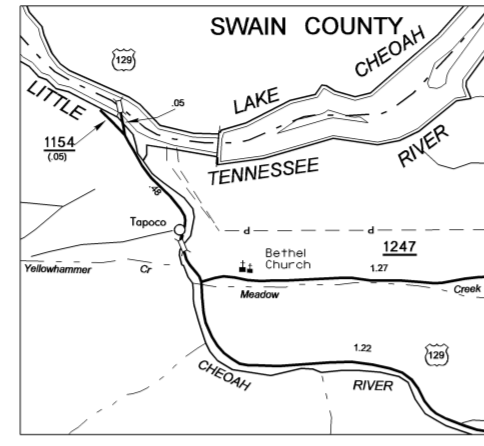 SWAIN COUNTY
129
CHEOAH
LAKE
LITTLE
.05
1154
(.05)
TENNESSEE
RIVER
Tapoco
d
d
1247
Bethel
Church
1.27
Yellowhammer Cr
Meadow Creek
1.22
129
CHEOAH RIVER